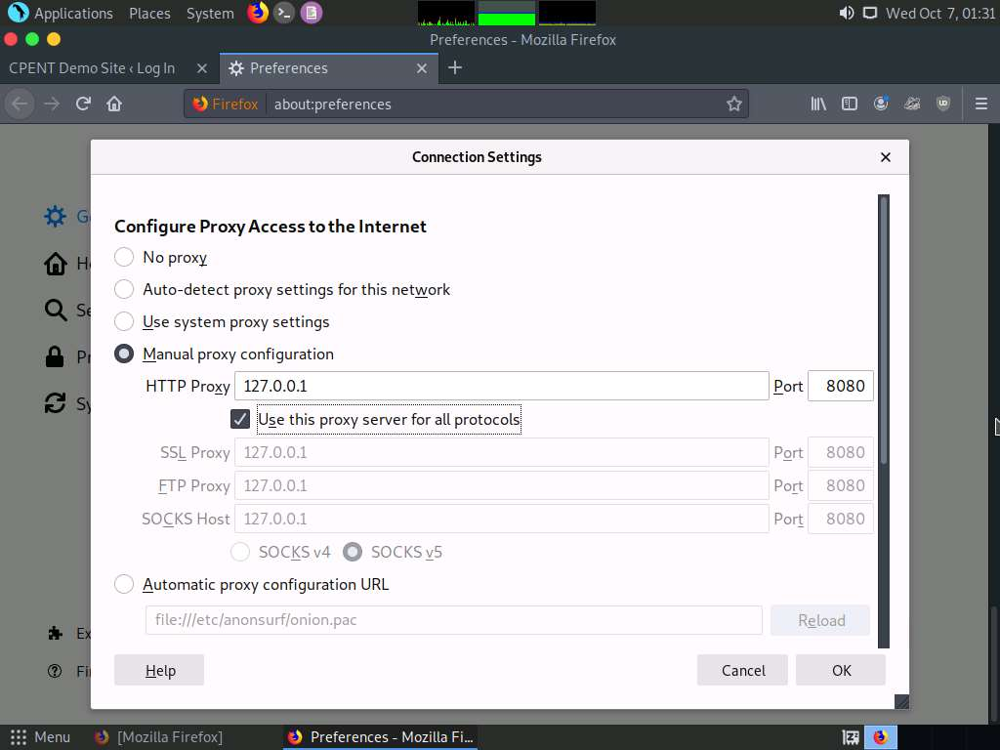 Applications Places System Wed Oct 7, 01:31
Preferences - Mozilla Firefox
CPENT Demo Site ‹ Log In Preferences
Firefox about:preferences
Connection Settings
Configure Proxy Access to the Internet
No proxy
Auto-detect proxy settings for this network
Use system proxy settings
Manual proxy configuration
HTTP Proxy 127.0.0.1 Port 8080
Use this proxy server for all protocols
SSL Proxy 127.0.0.1 Port 8080
FTP Proxy 127.0.0.1 Port 8080
SOCKS Host 127.0.0.1 Port 8080
SOCKS v4 SOCKS v5
Automatic proxy configuration URL
file:///etc/anonsurf/onion.pac Reload
Help Cancel OK
Menu [Mozilla Firefox] Preferences - Mozilla Fi...